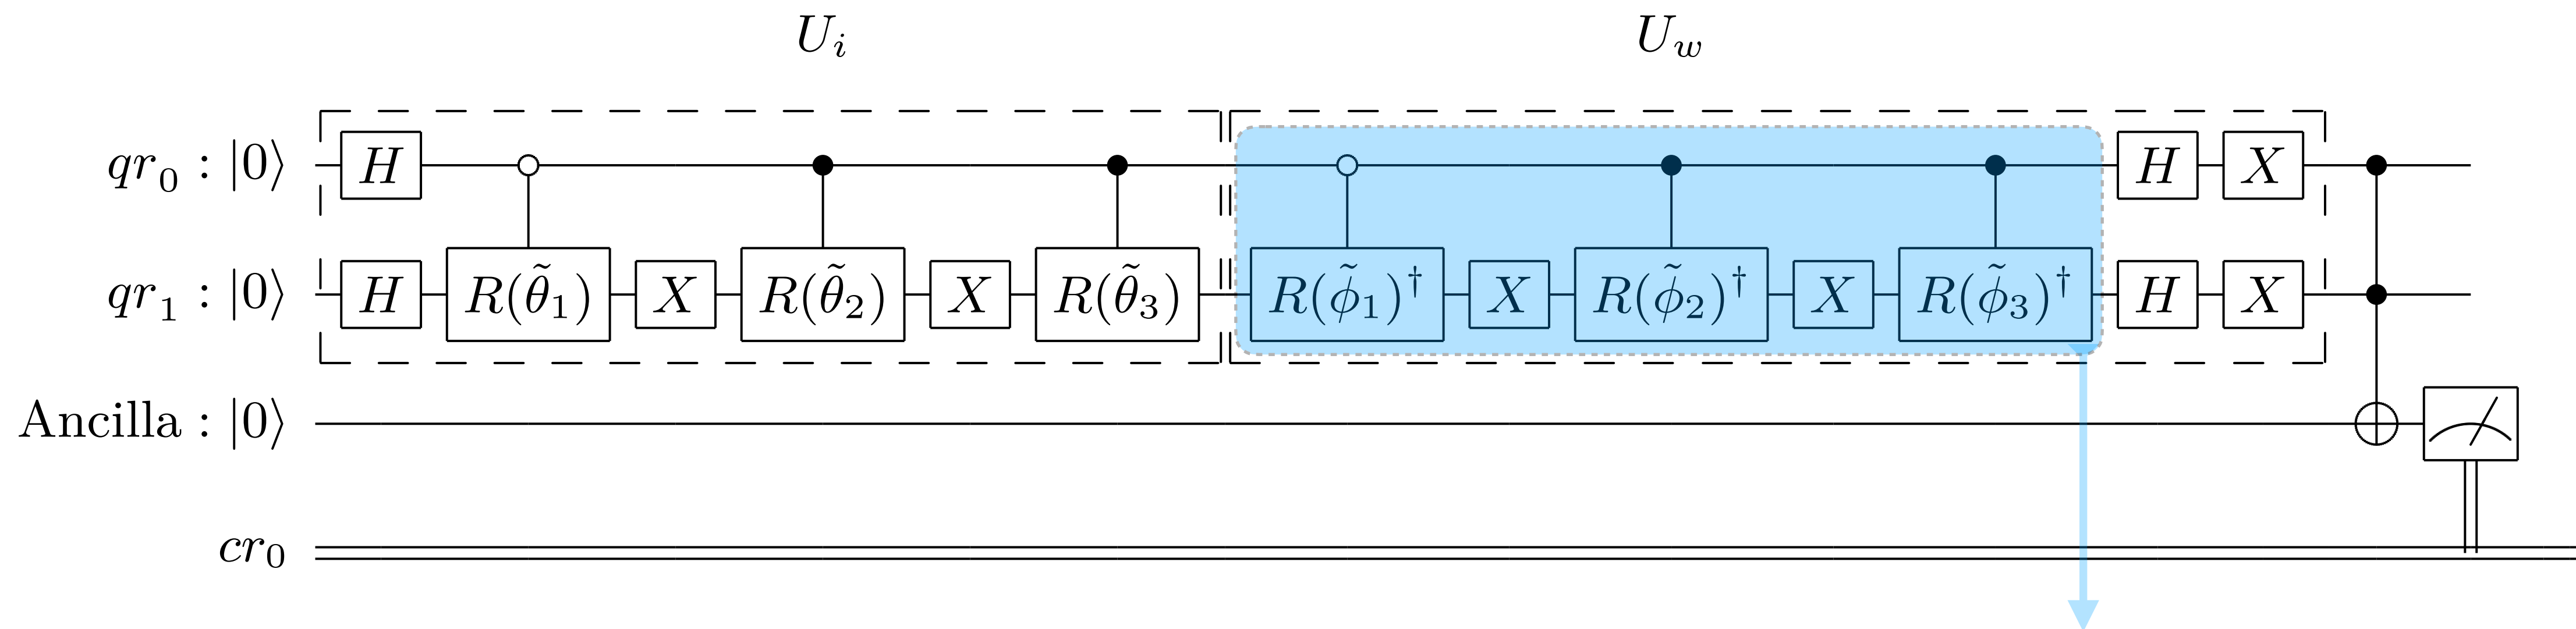 U_i U_w
qr_0 : |0⟩ H H X
qr_1 : |0⟩ H R(θ̃_1) X R(θ̃_2) X R(θ̃_3) R(ϕ̃_1)^† X R(ϕ̃_2)^† X R(ϕ̃_3)^† H X
Ancilla : |0⟩
cr_0